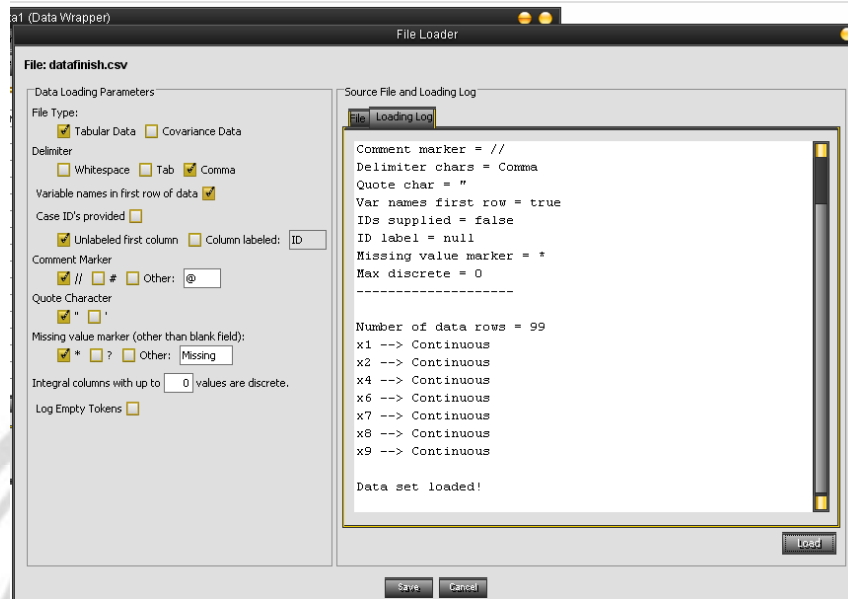 ta1 (Data Wrapper)
File Loader
File: datafinish.csv
Data Loading Parameters
File Type:
Tabular Data Covariance Data
Delimiter
Whitespace Tab Comma
Variable names in first row of data
Case ID's provided
Unlabeled first column Column labeled: ID
Comment Marker
// # Other: @
Quote Character
" '
Missing value marker (other than blank field):
* ? Other: Missing
Integral columns with up to 0 values are discrete.
Log Empty Tokens
Source File and Loading Log
File Loading Log
Comment marker = //
Delimiter chars = Comma
Quote char = "
Var names first row = true
IDs supplied = false
ID label = null
Missing value marker = *
Max discrete = 0
--------------------
Number of data rows = 99
x1 --> Continuous
x2 --> Continuous
x4 --> Continuous
x6 --> Continuous
x7 --> Continuous
x8 --> Continuous
x9 --> Continuous
Data set loaded!
Load
Save Cancel